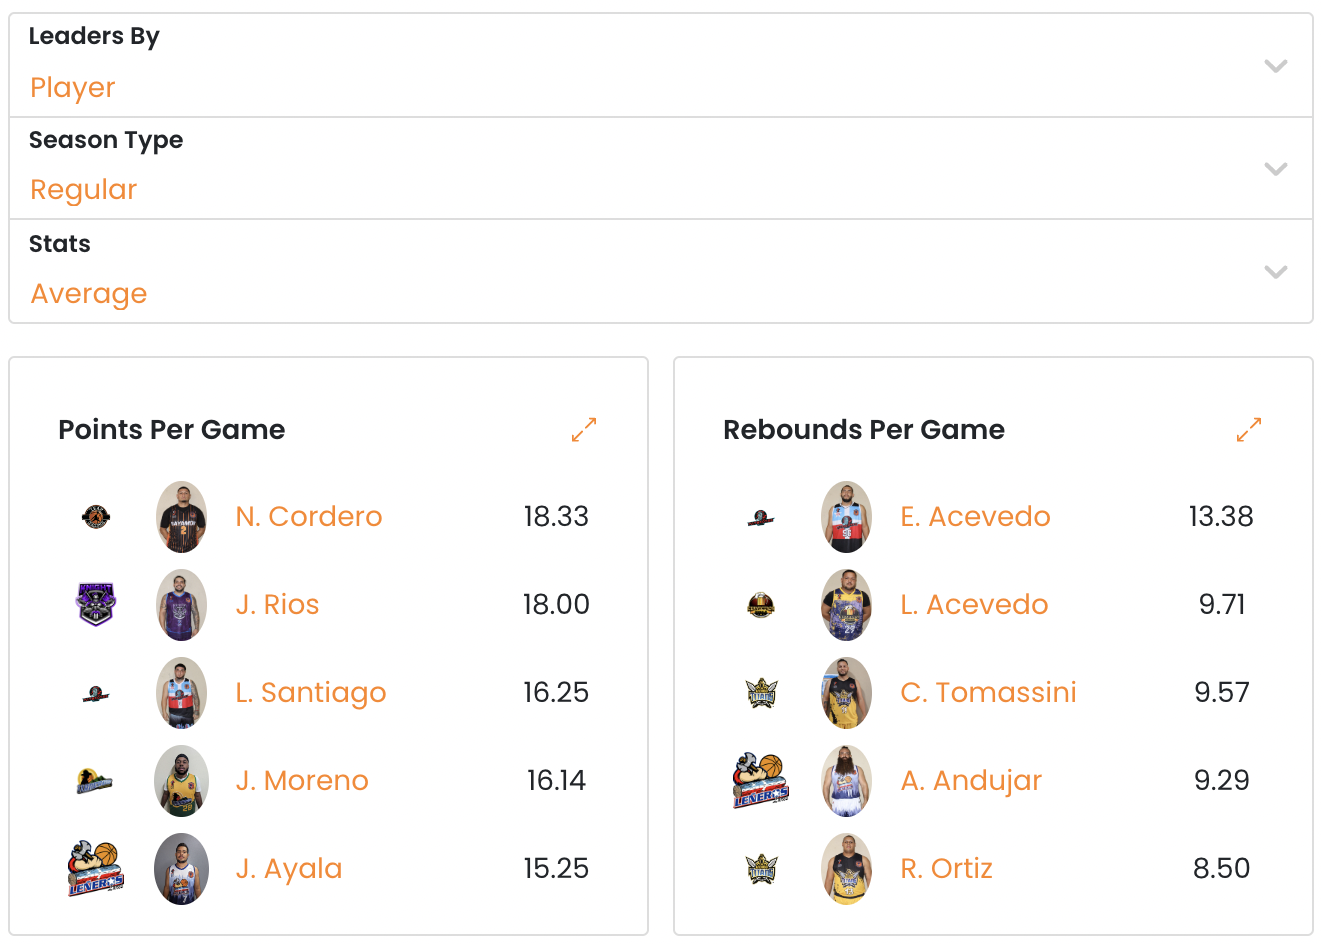 Leaders By
Player
Season Type
Regular
Stats
Average
Points Per Game
N. Cordero 18.33
J. Rios 18.00
L. Santiago 16.25
J. Moreno 16.14
LEÑEROS J. Ayala 15.25
Rebounds Per Game
E. Acevedo 13.38
L. Acevedo 9.71
C. Tomassini 9.57
LEÑEROS A. Andujar 9.29
R. Ortiz 8.50